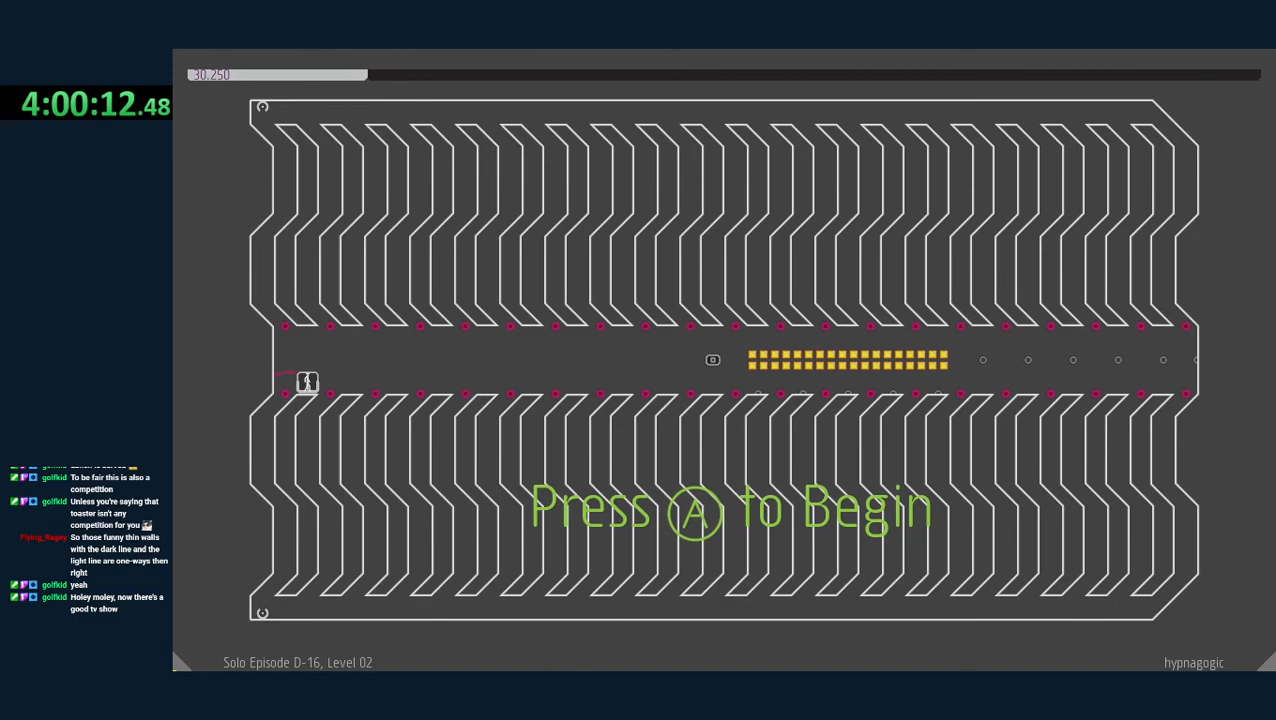 30.250
4:00:12.48
To be fair this is also a
golfkid
competition
golfkid Unless you're saying that
toaster isn't any
competition for you
Flying_Ragey: So those funny thin walls
with the dark line and the
light line are one-ways then
right
golfkid yeah
golfkid Holey moley, now there's a
good tv show
Press A to Begin
Solo Episode D-16, Level 02
hypnagogic